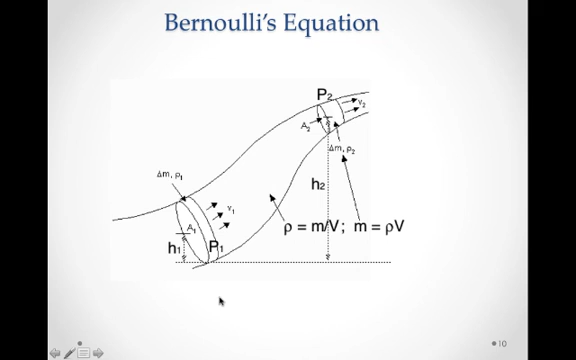 Bernoulli's Equation
P₂
v₂
A₂
Δm, ρ₂
Δm, ρ₁
v₁
h₂
A₁
ρ = m/V; m = ρV
h₁
P₁
10